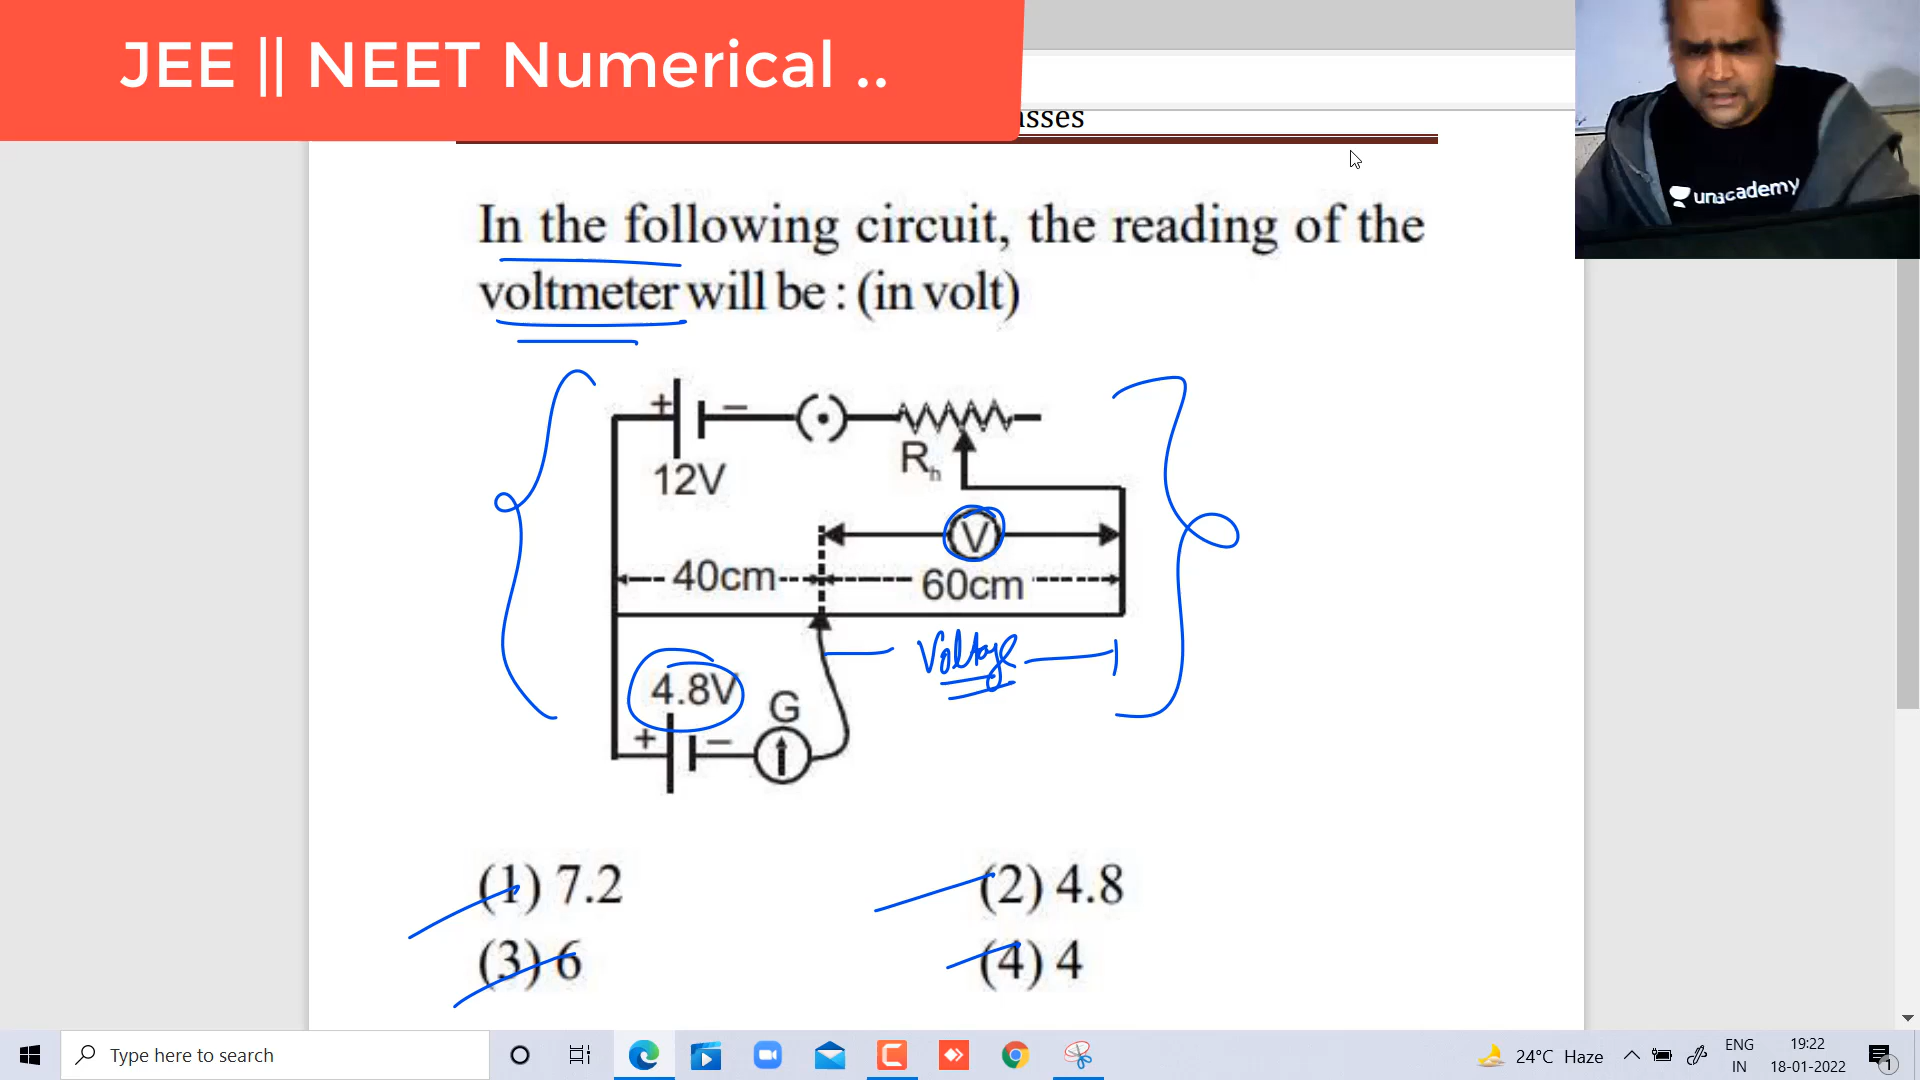 JEE || NEET Numerical ..
asses
unacademy
In the following circuit, the reading of the
voltmeter will be : (in volt)
+ −
12V
Rh
V
40cm
60cm
Voltage
4.8V
G
+ −
(1) 7.2
(2) 4.8
(3) 6
(4) 4
Type here to search
24°C Haze
ENG
IN
19:22
18-01-2022
1